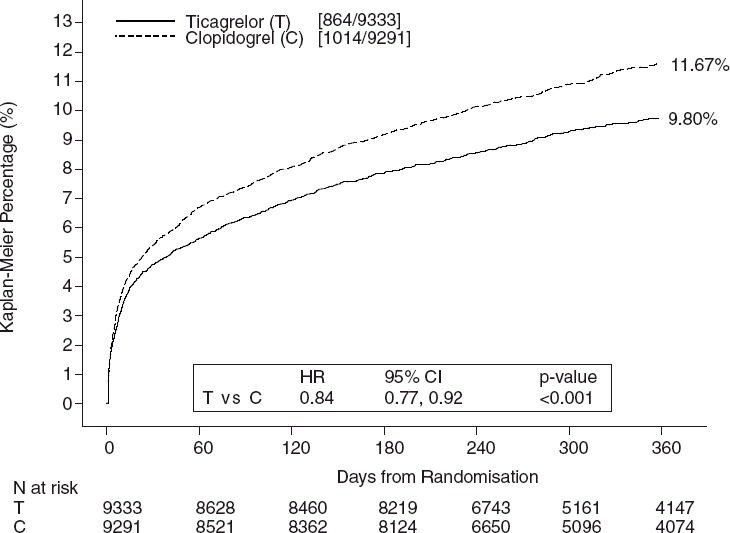 13
12
11
10
9
8
7
6
5
4
3
2
1
0
Kaplan-Meier Percentage (%)
Ticagrelor (T) [864/9333]
Clopidogrel (C) [1014/9291]
11.67%
9.80%
HR 95% CI p-value
T vs C 0.84 0.77, 0.92 <0.001
0 60 120 180 240 300 360
Days from Randomisation
N at risk
T 9333 8628 8460 8219 6743 5161 4147
C 9291 8521 8362 8124 6650 5096 4074